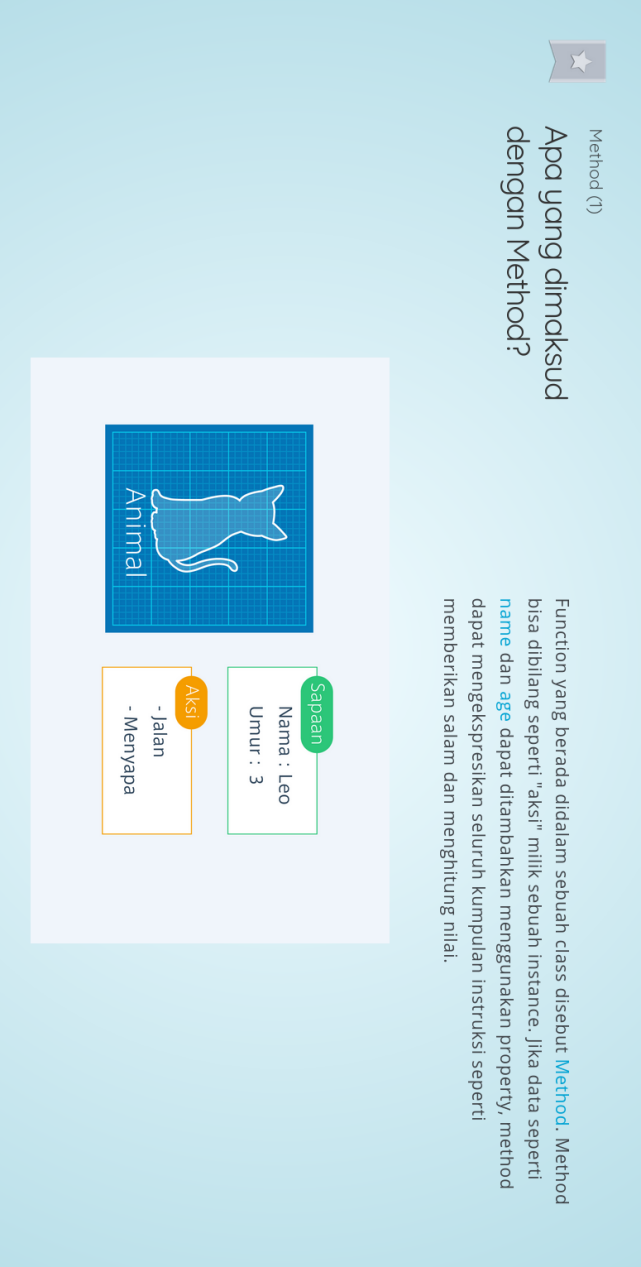 Method (1)
Apa yang dimaksud
dengan Method?
Function yang berada didalam sebuah class disebut Method. Method
bisa dibilang seperti "aksi" milik sebuah instance. Jika data seperti
name dan age dapat ditambahkan menggunakan property, method
dapat mengekspresikan seluruh kumpulan instruksi seperti
memberikan salam dan menghitung nilai.
Animal
Sapaan
Nama : Leo
Umur : 3
Aksi
- Jalan
- Menyapa